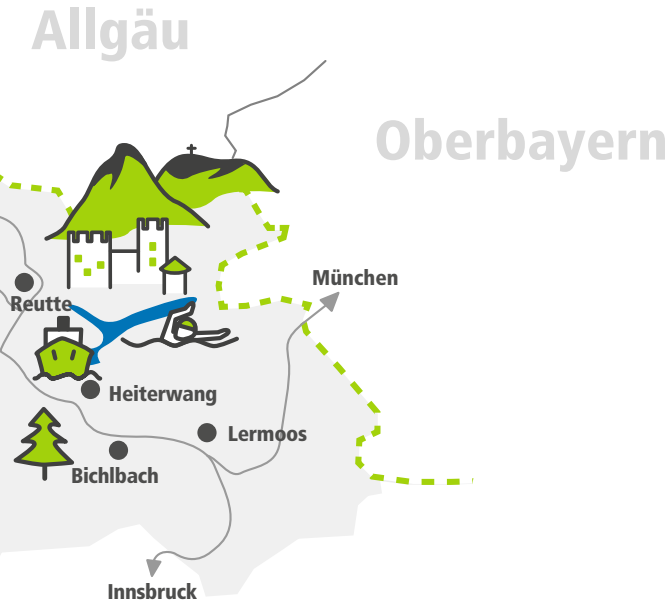 Allgäu
Oberbayern
München
Reutte
Heiterwang
Lermoos
Bichlbach
Innsbruck